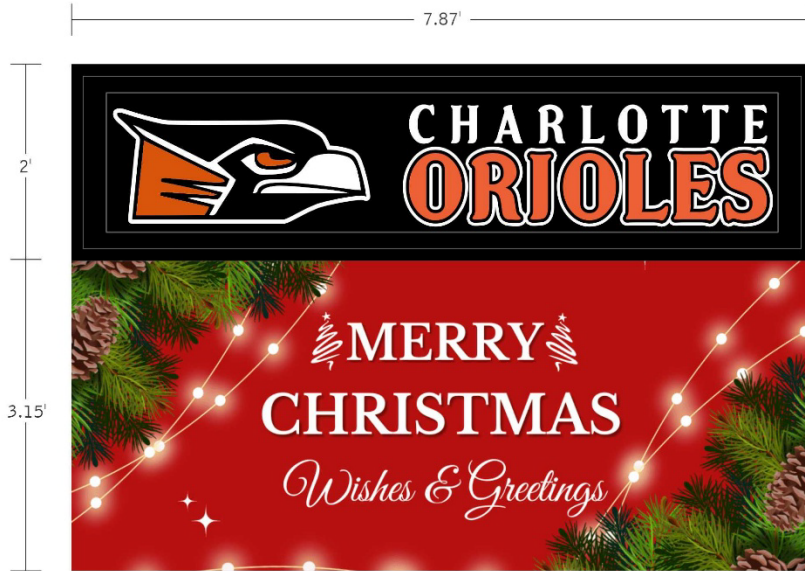 7.87'
2'
CHARLOTTE
ORIOLES
3.15'
MERRY
CHRISTMAS
Wishes & Greetings